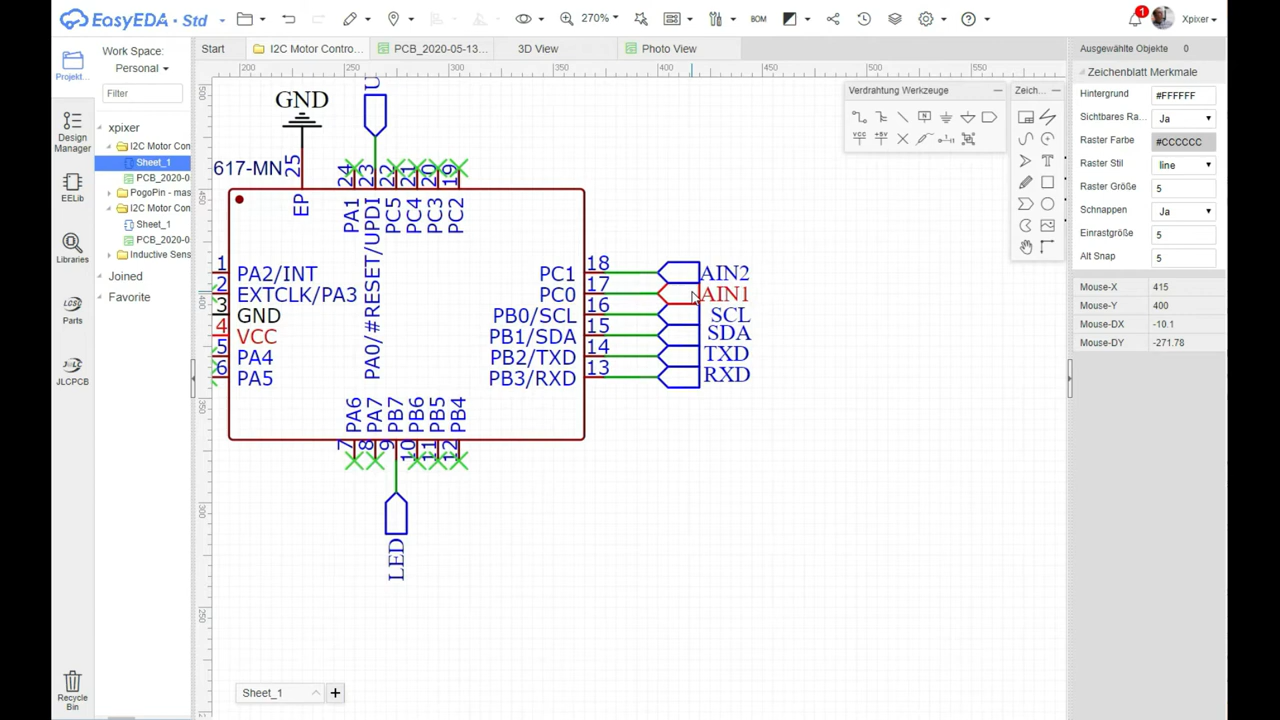 EasyEDA · Std
270%
BOM
1
Xpixer
Projekt...
Design
Manager
EELib
Libraries
Parts
JLCPCB
Recycle
Bin
Work Space:
Personal
Filter
xpixer
I2C Motor Con
Sheet_1
PCB_2020-0
PogoPin - mas
I2C Motor Con
Sheet_1
PCB_2020-0
Inductive Sens
Joined
Favorite
Start
I2C Motor Contro...
PCB_2020-05-13...
3D View
Photo View
200
250
300
350
400
450
500
550
500
450
400
350
300
250
GND
U
617-MN
25
24
23
22
21
20
19
EP
PA1
PA0/#RESET/UPDI
PC5
PC4
PC3
PC2
1
PA2/INT
2
EXTCLK/PA3
3
GND
4
VCC
5
PA4
6
PA5
PC1
18
AIN2
PC0
17
AIN1
PB0/SCL
16
SCL
PB1/SDA
15
SDA
PB2/TXD
14
TXD
PB3/RXD
13
RXD
PA6
PA7
PB7
PB6
PB5
PB4
7
8
9
10
11
12
LED
Sheet_1
Verdrahtung Werkzeuge
VCC
+5V
Zeich...
T
Ausgewählte Objekte 0
Zeichenblatt Merkmale
Hintergrund #FFFFFF
Sichtbares Ra... Ja
Raster Farbe #CCCCCC
Raster Stil line
Raster Größe 5
Schnappen Ja
Einrastgröße 5
Alt Snap 5
Mouse-X 415
Mouse-Y 400
Mouse-DX -10.1
Mouse-DY -271.78